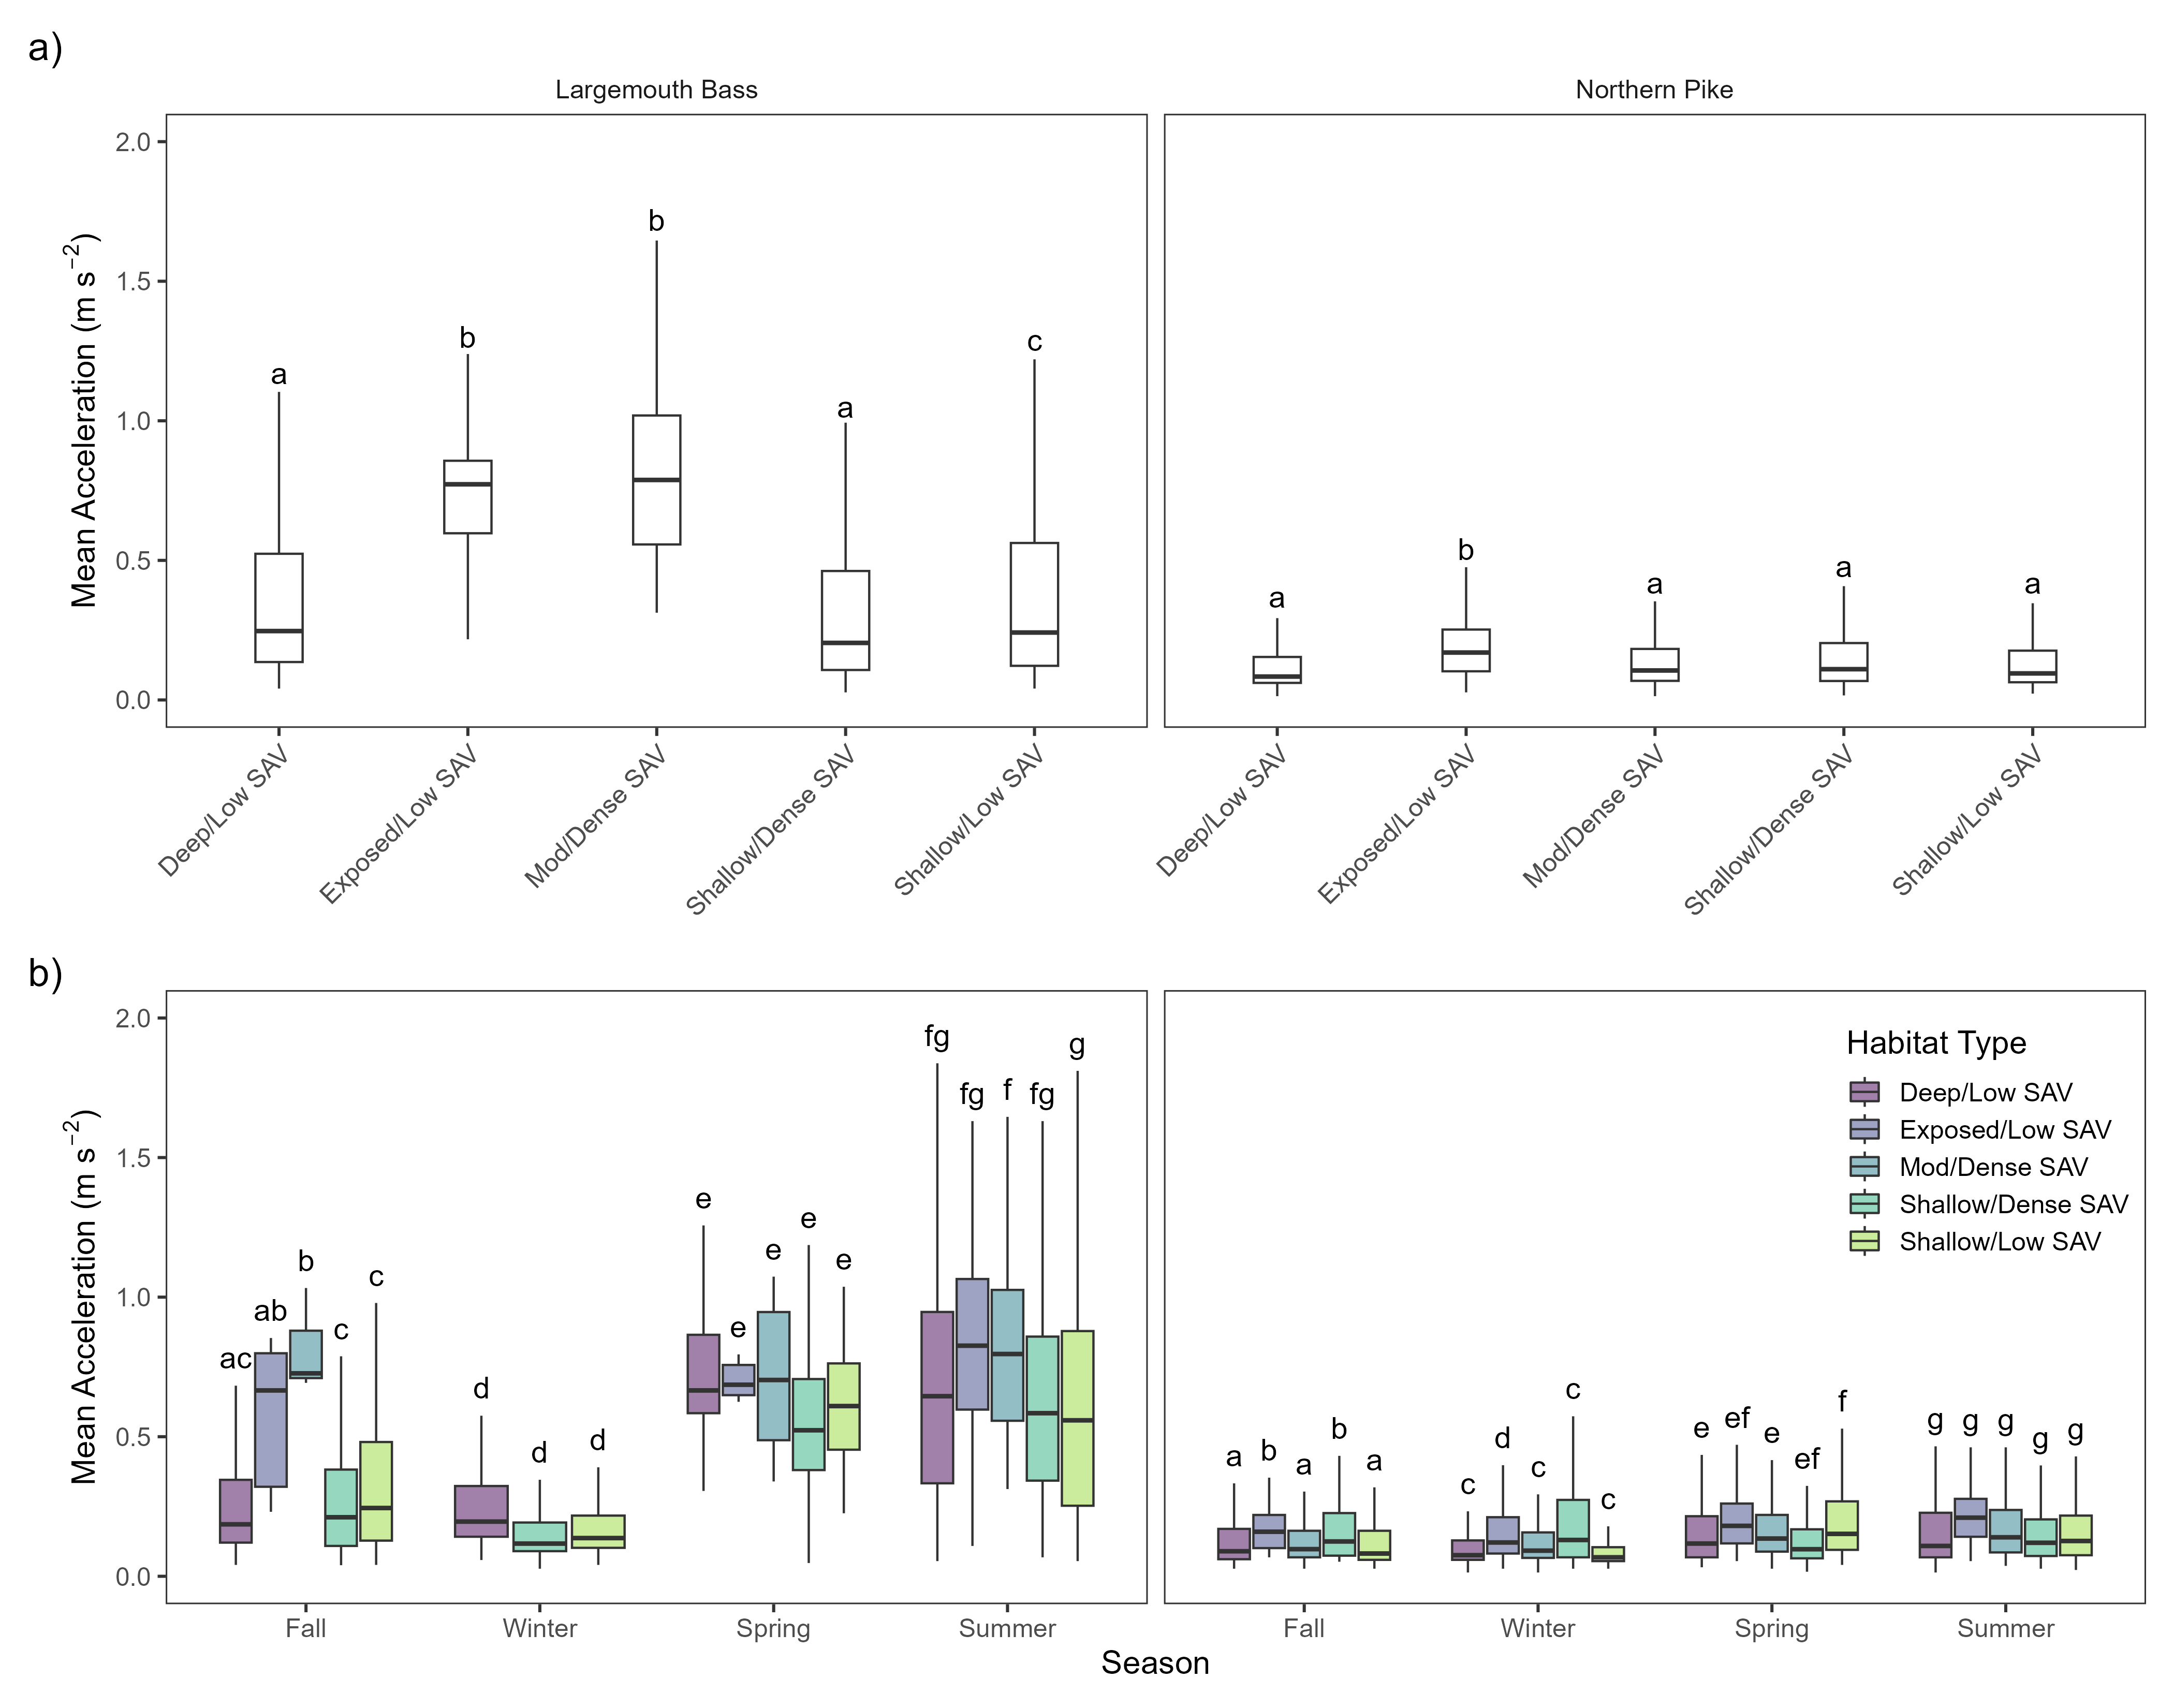 a)
Largemouth Bass
Northern Pike
Mean Acceleration (m s⁻²)
2.0
1.5
1.0
0.5
0.0
a
b
b
a
c
a
b
a
a
a
Deep/Low SAV
Exposed/Low SAV
Mod/Dense SAV
Shallow/Dense SAV
Shallow/Low SAV
Deep/Low SAV
Exposed/Low SAV
Mod/Dense SAV
Shallow/Dense SAV
Shallow/Low SAV
b)
Mean Acceleration (m s⁻²)
2.0
1.5
1.0
0.5
0.0
ac
ab
b
c
c
d
d
d
e
e
e
e
e
fg
fg
f
fg
g
a
b
a
b
a
c
d
c
c
c
e
ef
e
ef
f
g
g
g
g
g
Habitat Type
Deep/Low SAV
Exposed/Low SAV
Mod/Dense SAV
Shallow/Dense SAV
Shallow/Low SAV
Fall
Winter
Spring
Summer
Fall
Winter
Spring
Summer
Season